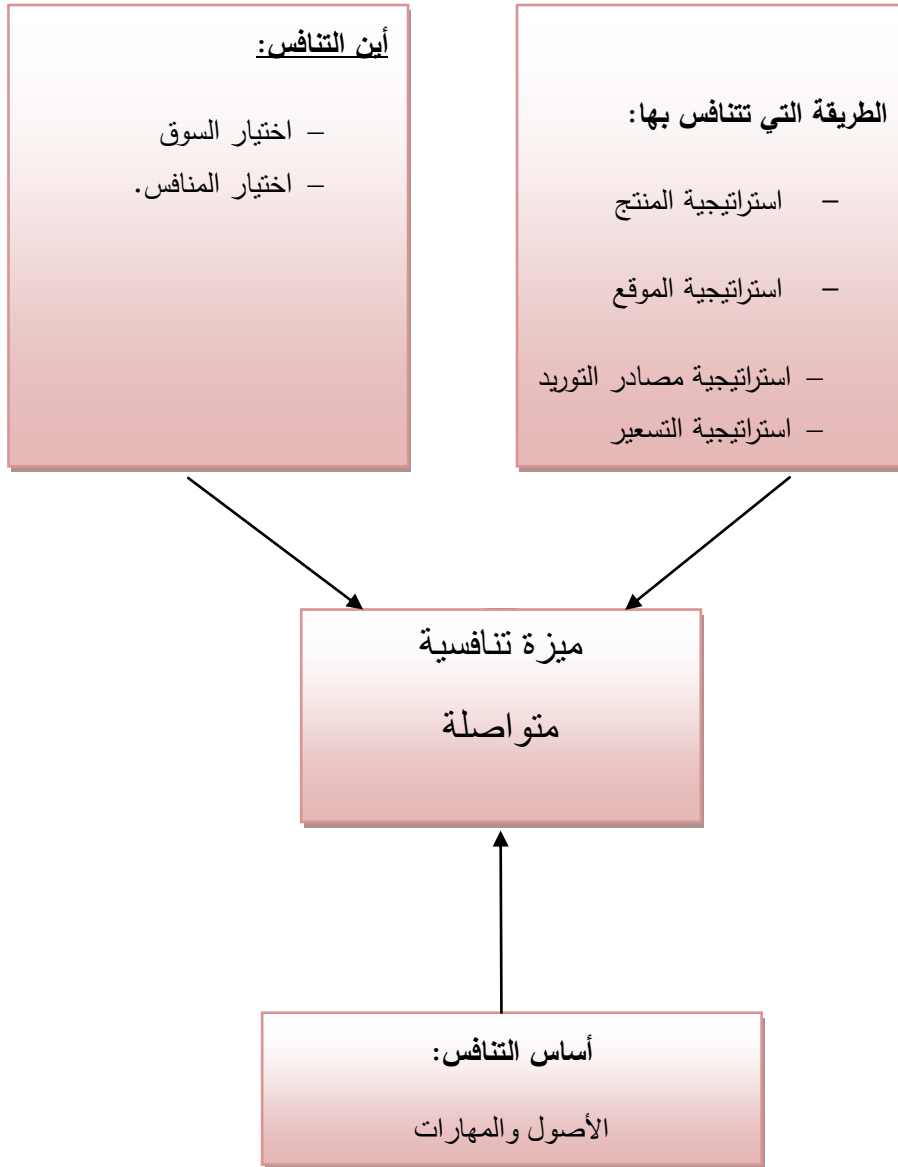 الطريقة التي تتنافس بها:
– استراتيجية المنتج
– استراتيجية الموقع
– استراتيجية مصادر التوريد
– استراتيجية التسعير
أين التنافس:
– اختيار السوق
– اختيار المنافس.
ميزة تنافسية
متواصلة
أساس التنافس:
الأصول والمهارات